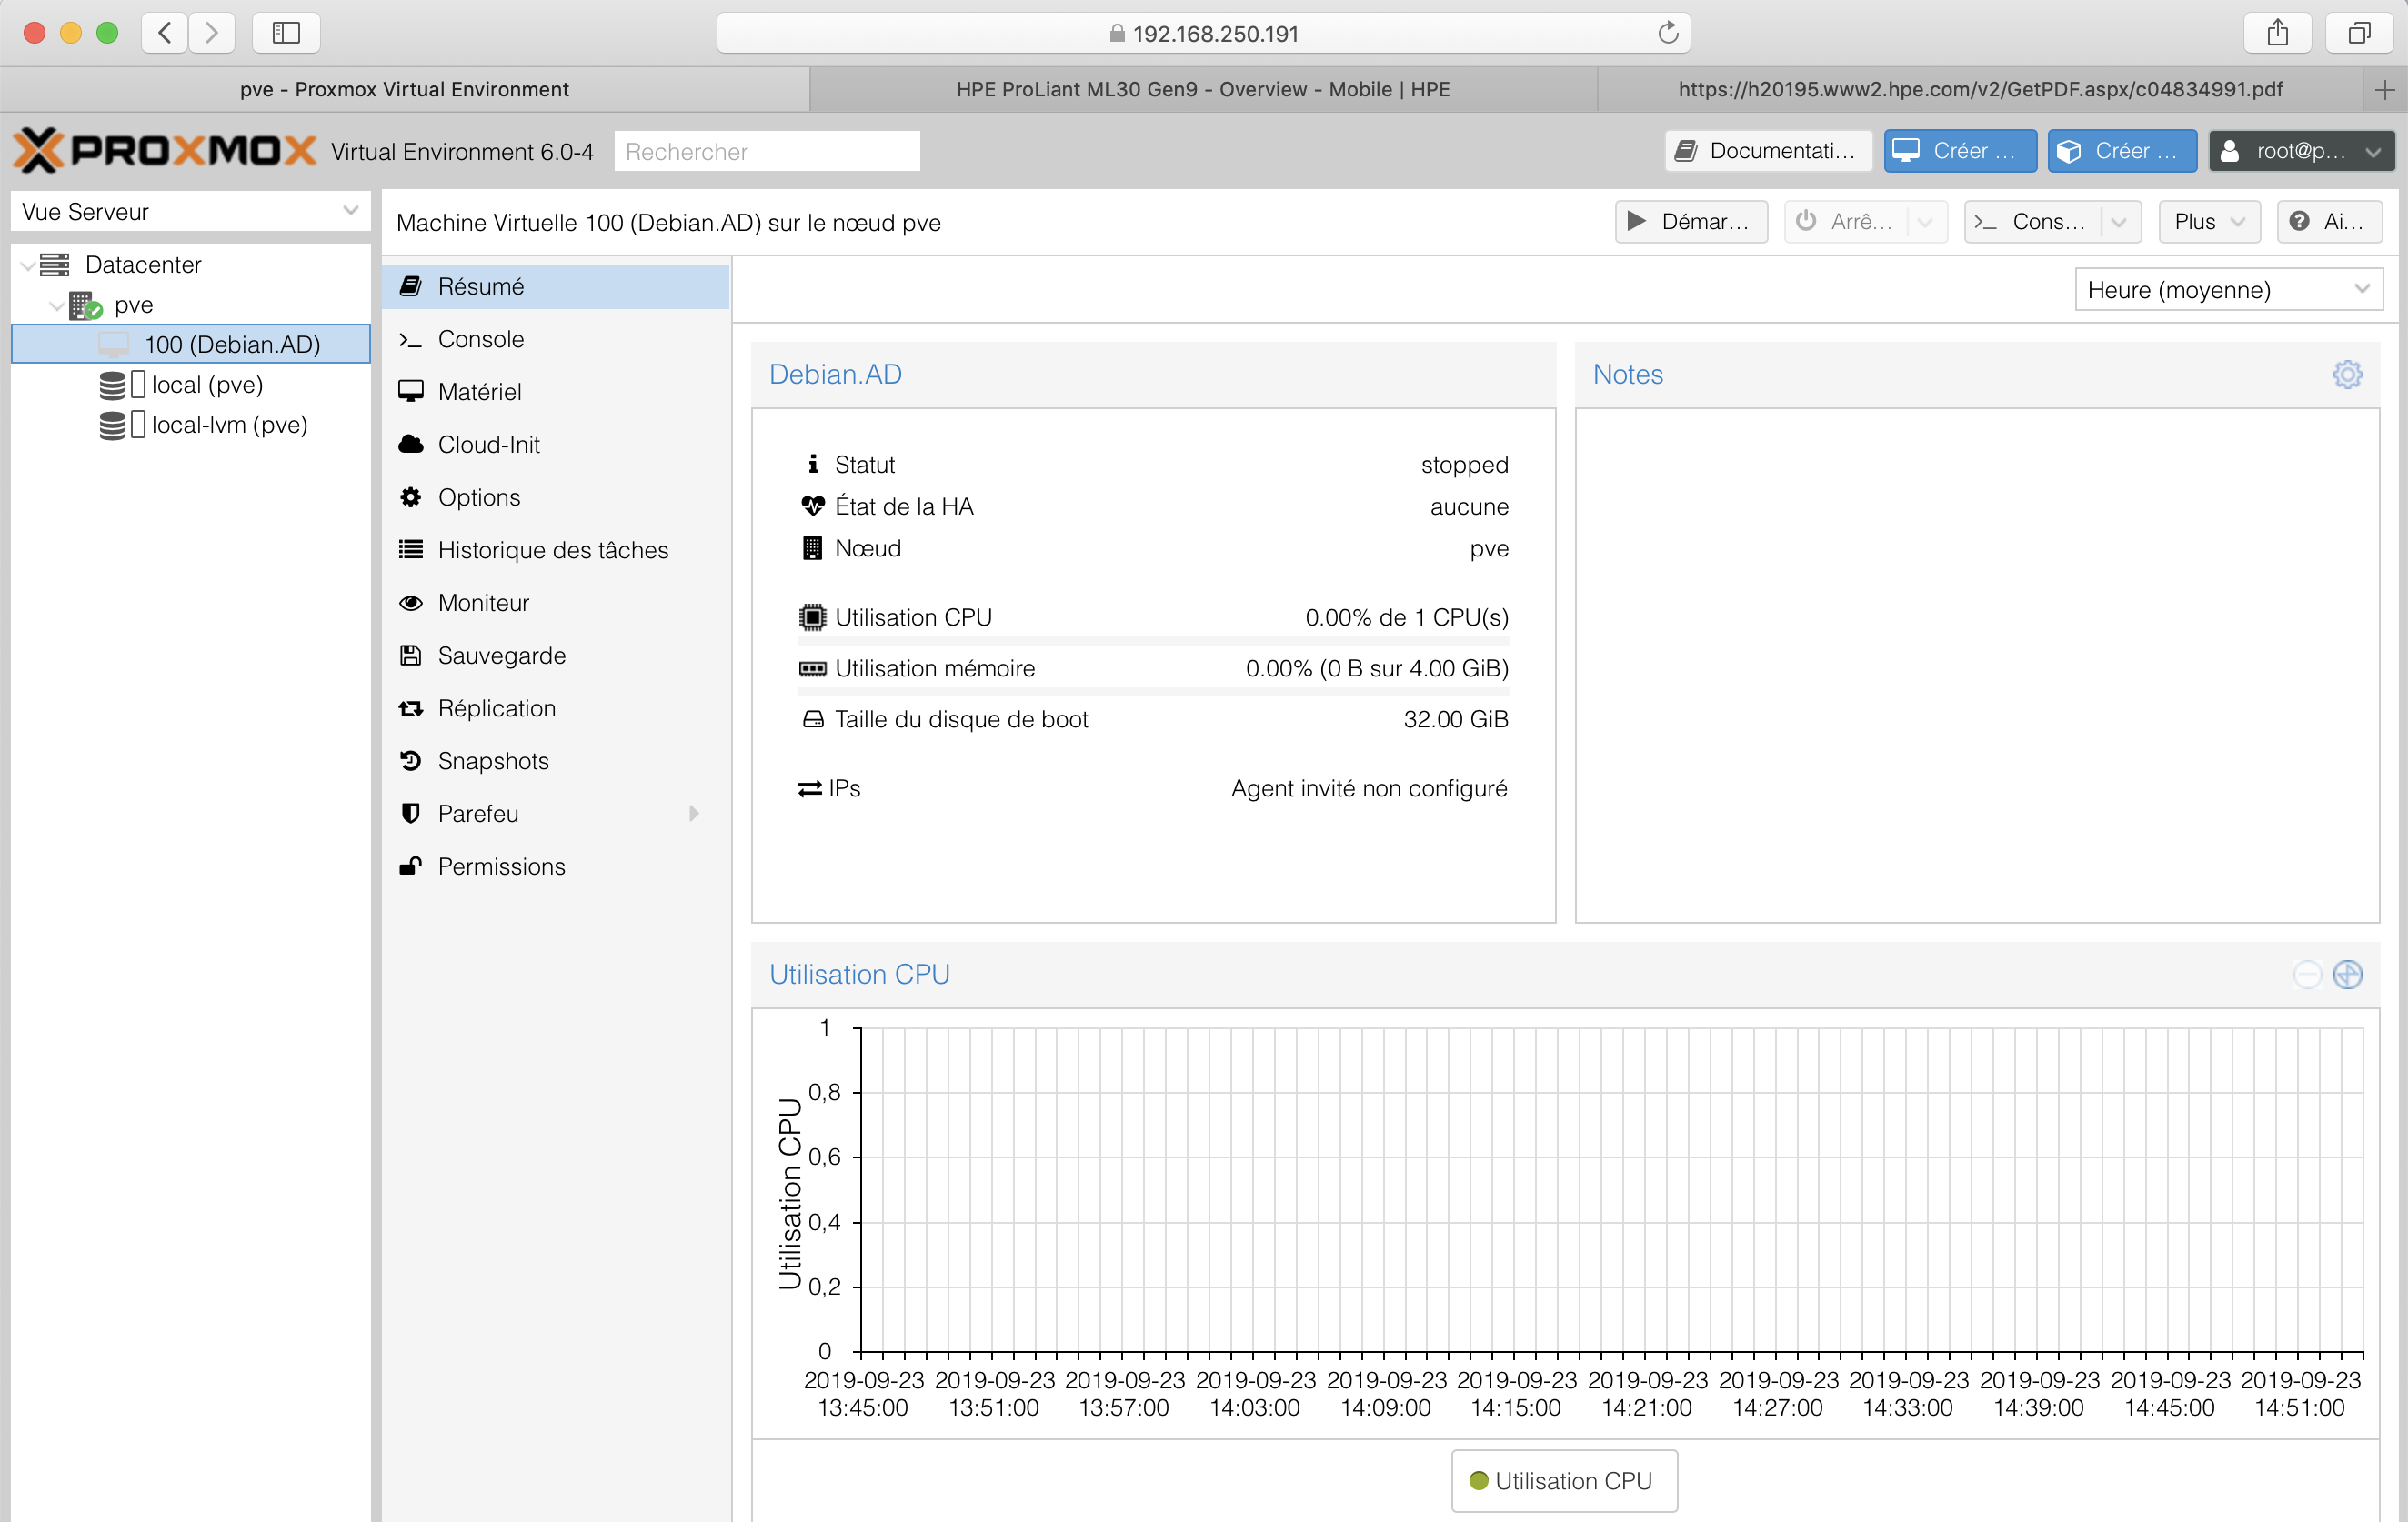 192.168.250.191
pve - Proxmox Virtual Environment
HPE ProLiant ML30 Gen9 - Overview - Mobile | HPE
https://h20195.www2.hpe.com/v2/GetPDF.aspx/c04834991.pdf
PROXMOX Virtual Environment 6.0-4
Rechercher
Documentati...
Créer ...
Créer ...
root@p...
Vue Serveur
Datacenter
pve
100 (Debian.AD)
local (pve)
local-lvm (pve)
Machine Virtuelle 100 (Debian.AD) sur le nœud pve
Démar...
Arrê...
Cons...
Plus
Ai...
Résumé
Console
Matériel
Cloud-Init
Options
Historique des tâches
Moniteur
Sauvegarde
Réplication
Snapshots
Parefeu
Permissions
Heure (moyenne)
Debian.AD
Statut stopped
État de la HA aucune
Nœud pve
Utilisation CPU 0.00% de 1 CPU(s)
Utilisation mémoire 0.00% (0 B sur 4.00 GiB)
Taille du disque de boot 32.00 GiB
IPs Agent invité non configuré
Notes
Utilisation CPU
Utilisation CPU
1
0,8
0,6
0,4
0,2
0
2019-09-23 13:45:00
2019-09-23 13:51:00
2019-09-23 13:57:00
2019-09-23 14:03:00
2019-09-23 14:09:00
2019-09-23 14:15:00
2019-09-23 14:21:00
2019-09-23 14:27:00
2019-09-23 14:33:00
2019-09-23 14:39:00
2019-09-23 14:45:00
2019-09-23 14:51:00
Utilisation CPU